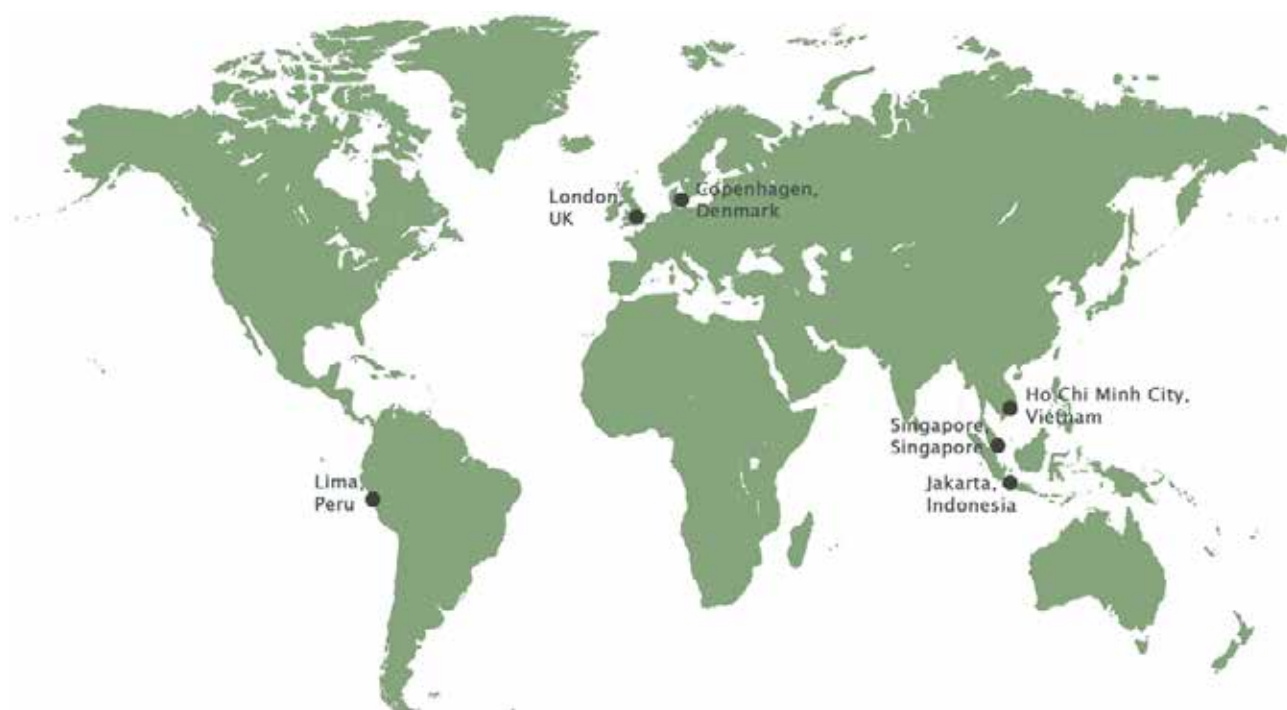 London,
UK
Copenhagen,
Denmark
Ho Chi Minh City,
Vietnam
Singapore,
Singapore
Lima,
Peru
Jakarta,
Indonesia